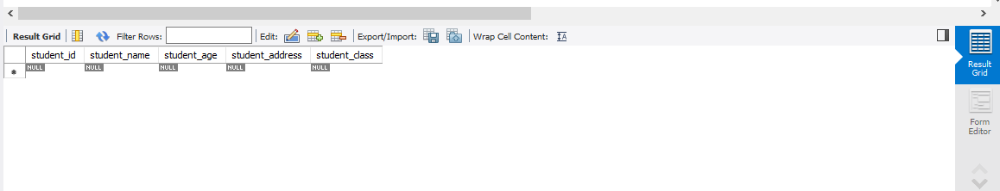 Result Grid Filter Rows: Edit: Export/Import: Wrap Cell Content: IA
student_id student_name student_age student_address student_class
NULL NULL NULL NULL NULL
Result
Grid
Form
Editor